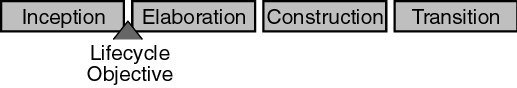 Inception Elaboration Construction Transition
Lifecycle
Objective